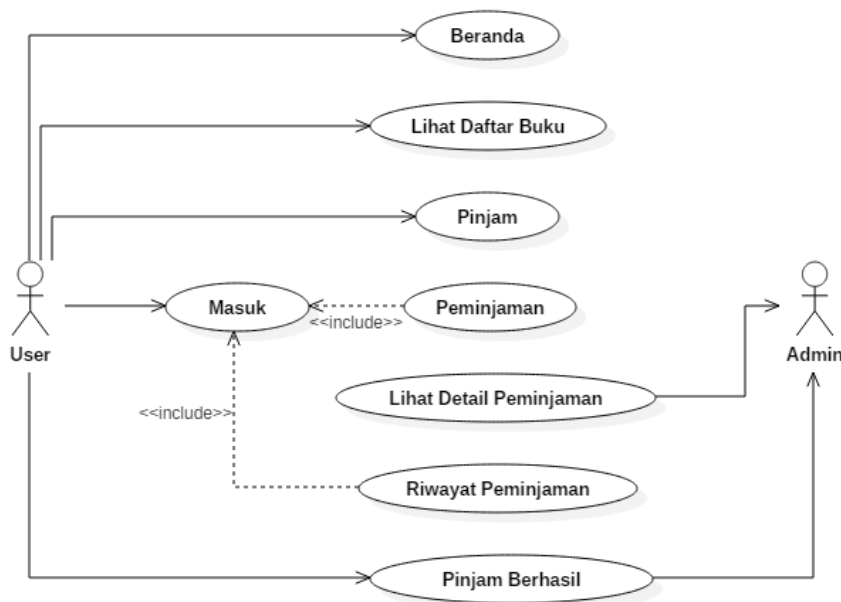 Beranda
Lihat Daftar Buku
Pinjam
Masuk
Peminjaman
<<include>>
User
Admin
Lihat Detail Peminjaman
<<include>>
Riwayat Peminjaman
Pinjam Berhasil